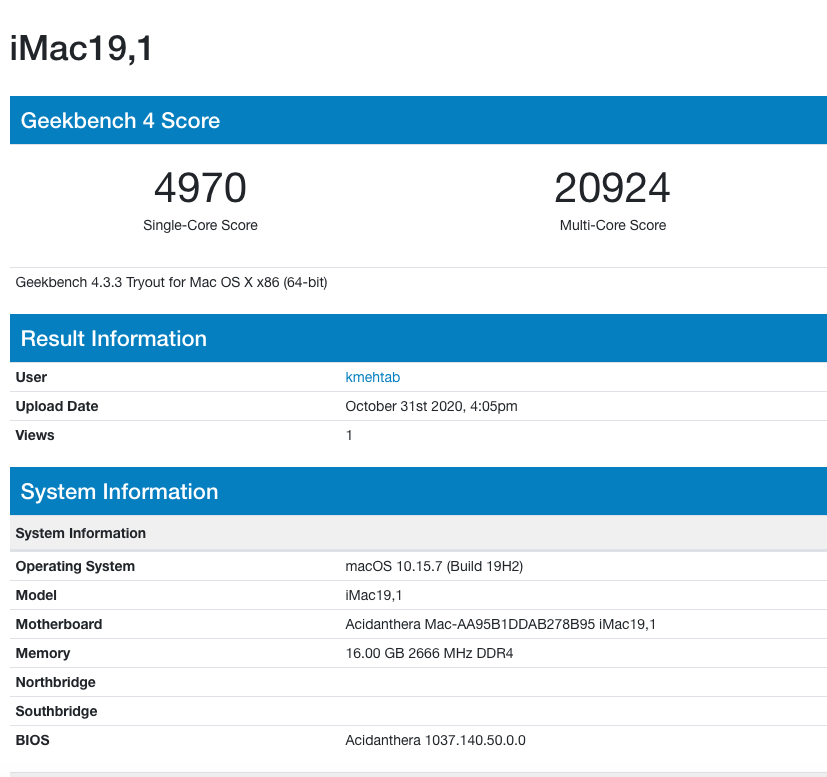 iMac19,1
Geekbench 4 Score
4970 20924
Single-Core Score Multi-Core Score
Geekbench 4.3.3 Tryout for Mac OS X x86 (64-bit)
Result Information
User kmehtab
Upload Date October 31st 2020, 4:05pm
Views 1
System Information
System Information
Operating System macOS 10.15.7 (Build 19H2)
Model iMac19,1
Motherboard Acidanthera Mac-AA95B1DDAB278B95 iMac19,1
Memory 16.00 GB 2666 MHz DDR4
Northbridge
Southbridge
BIOS Acidanthera 1037.140.50.0.0